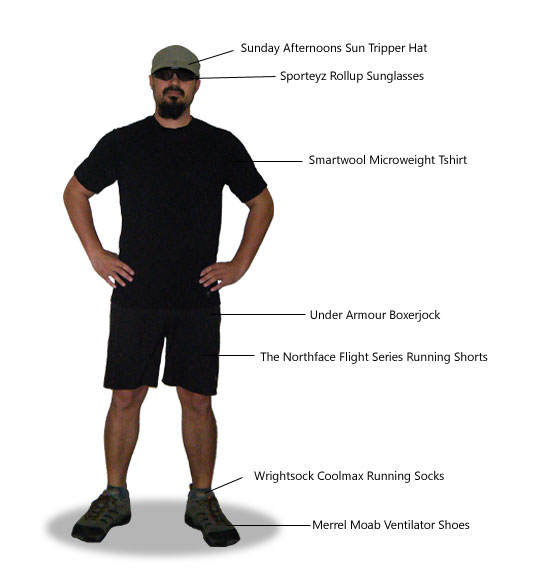 Sunday Afternoons Sun Tripper Hat
Sporteyz Rollup Sunglasses
Smartwool Microweight Tshirt
Under Armour Boxerjock
The Northface Flight Series Running Shorts
Wrightsock Coolmax Running Socks
Merrel Moab Ventilator Shoes